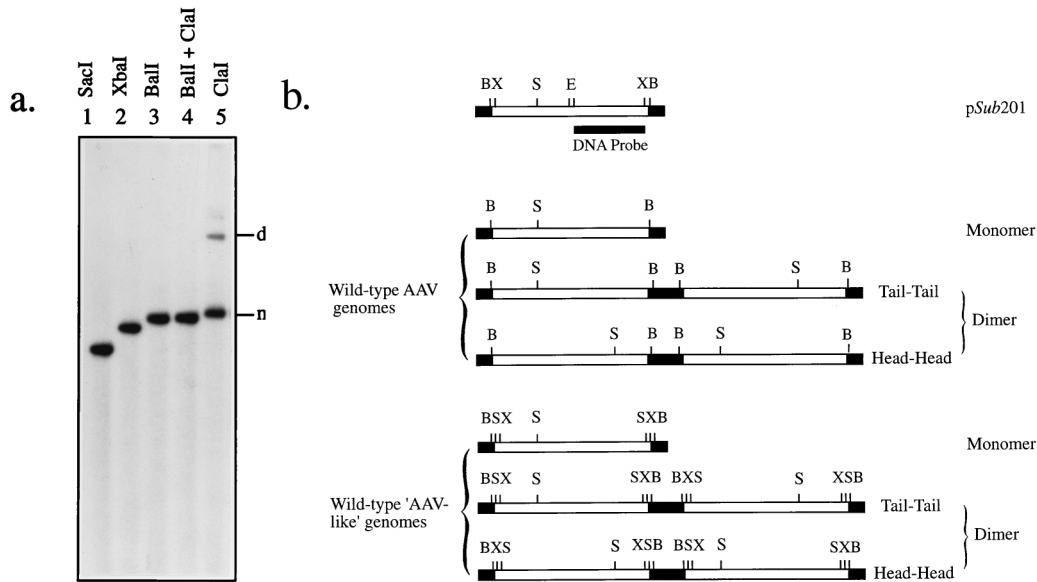 a.
SacI
XbaI
BalI
BalI + ClaI
ClaI
1 2 3 4 5
d
n
b.
BX S E XB
pSub201
DNA Probe
B S B
Monomer
Wild-type AAV
genomes
B S B B S B
Tail-Tail
Dimer
B S B B S B
Head-Head
BSX S SXB
Monomer
Wild-type 'AAV-
like' genomes
BSX S SXB BXS S XSB
Tail-Tail
Dimer
BXS S XSB BSX S SXB
Head-Head